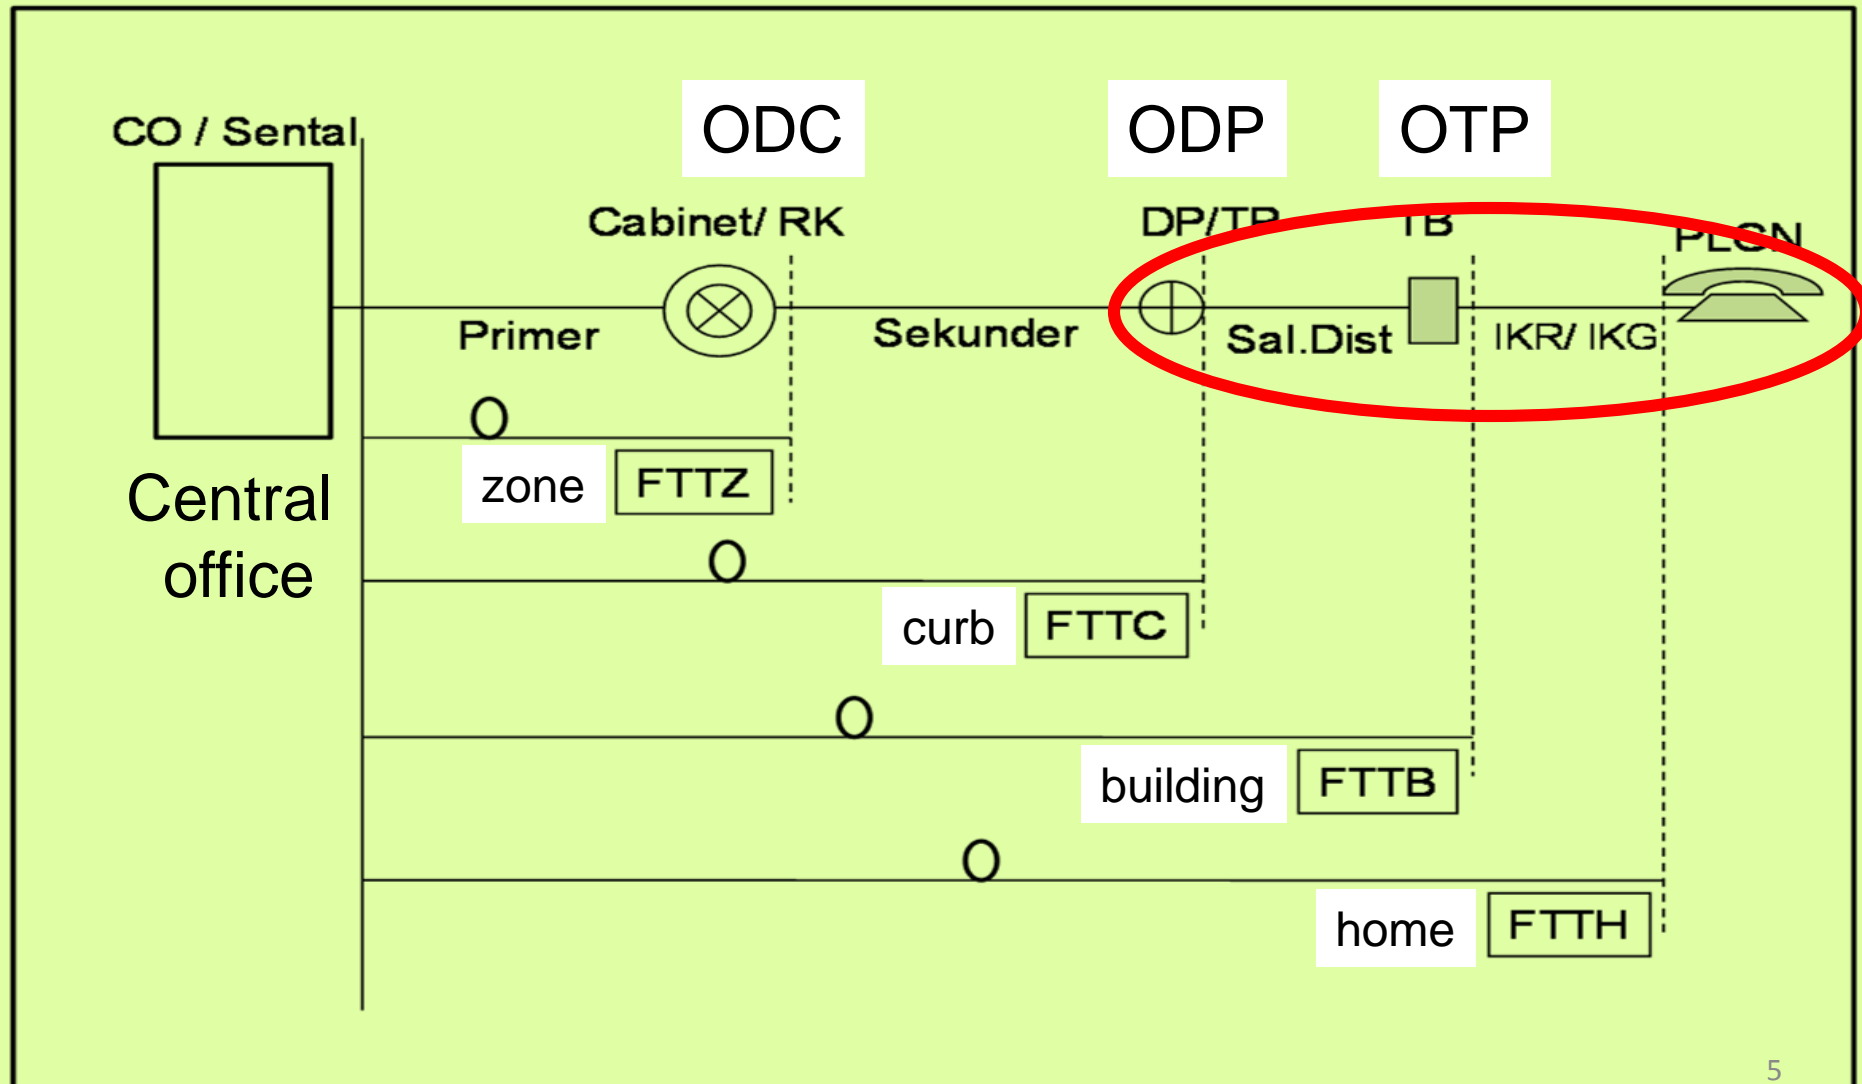 ODC
ODP
OTP
CO / Sental
Cabinet/ RK
DP/TP
TB
PLGN
Primer
Sekunder
Sal.Dist
IKR/ IKG
Central
office
zone
FTTZ
curb
FTTC
building
FTTB
home
FTTH
5